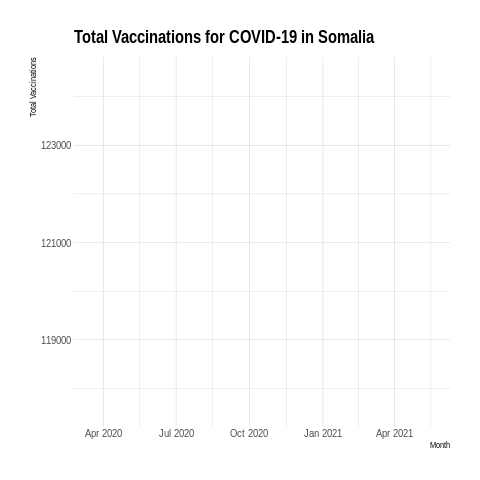 Total Vaccinations for COVID-19 in Somalia
Total Vaccinations
123000
121000
119000
Apr 2020 Jul 2020 Oct 2020 Jan 2021 Apr 2021
Month